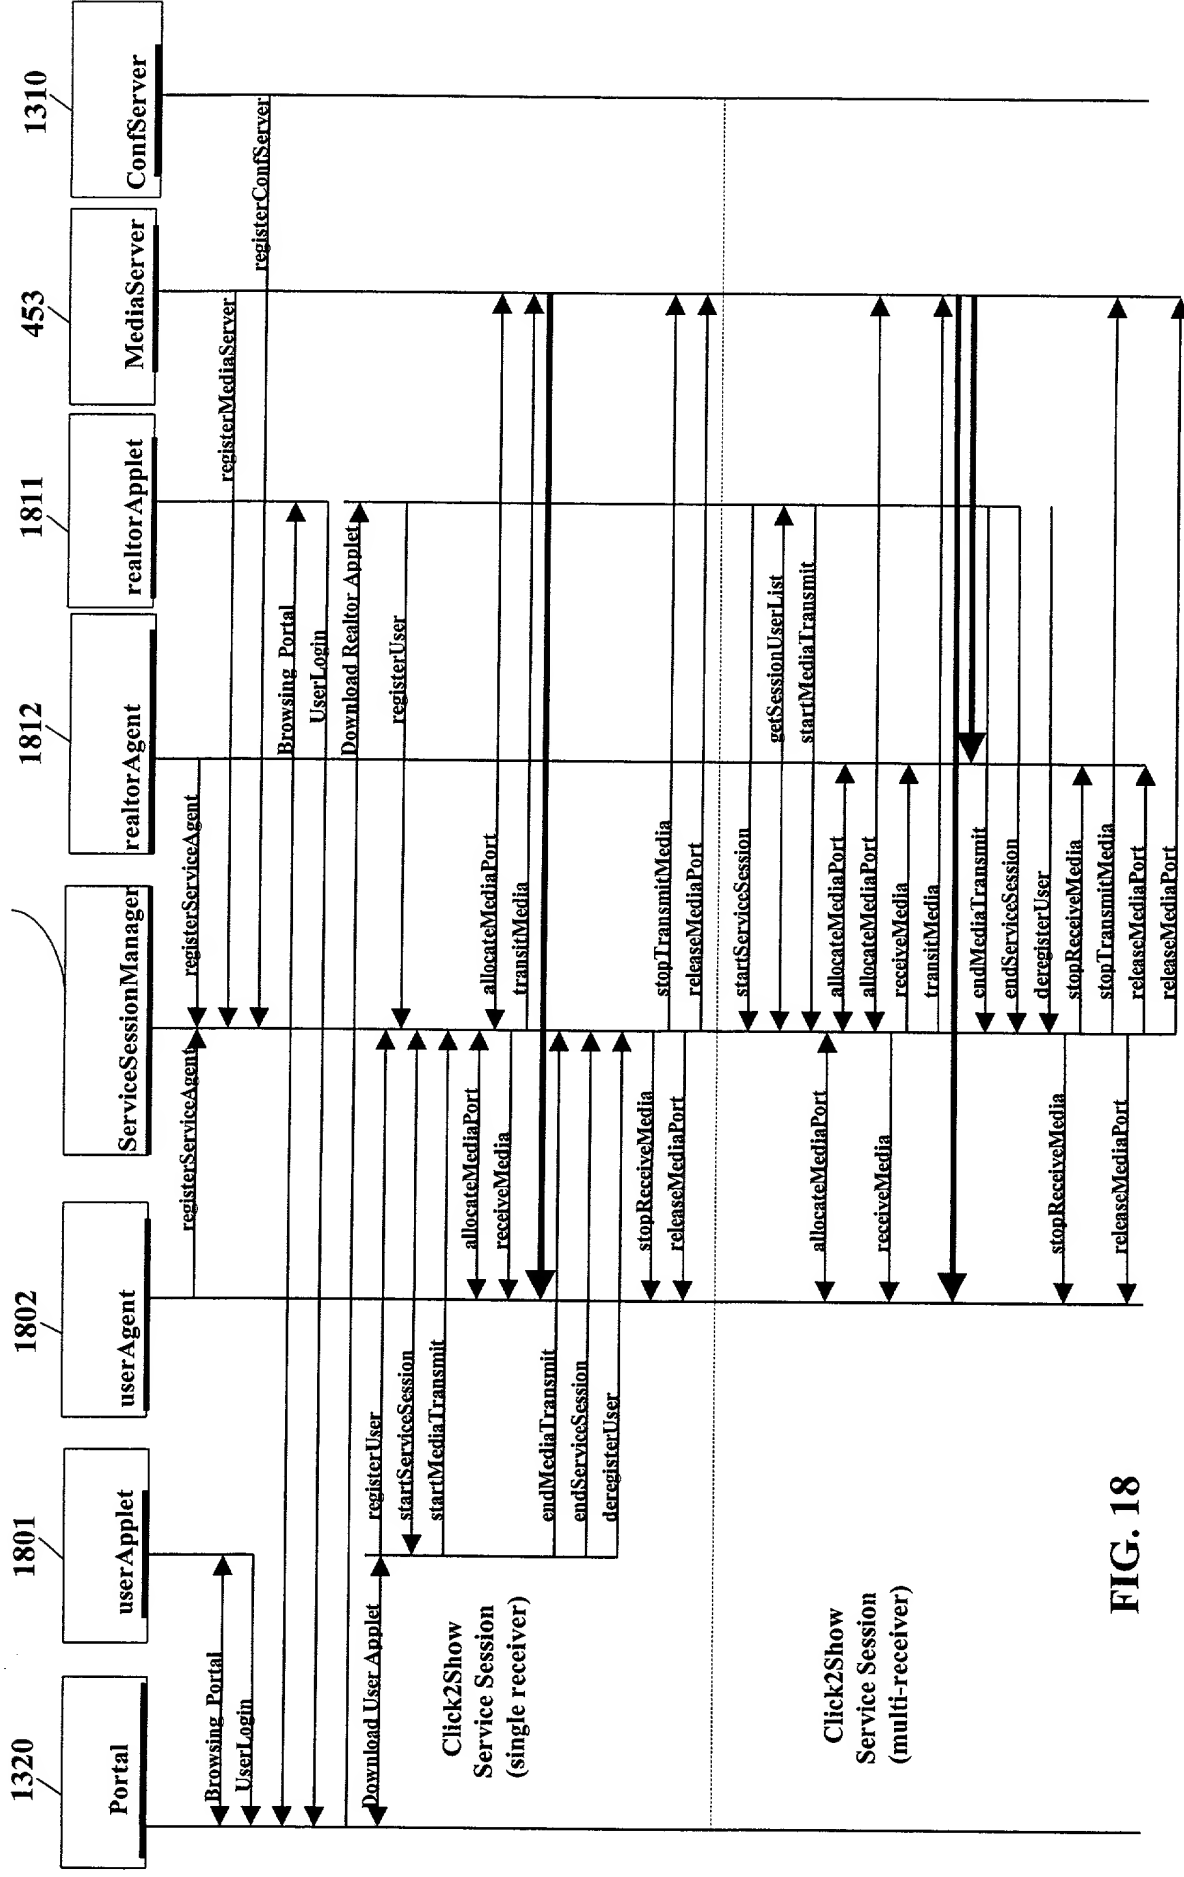 1320
Portal
1801
userApplet
1802
userAgent
ServiceSessionManager
1812
realtorAgent
1811
realtorApplet
453
MediaServer
1310
ConfServer
registerServiceAgent
registerServiceAgent
Browsing Portal
registerMediaServer
UserLogin
registerConfServer
Browsing Portal
UserLogin
Download Realtor Applet
Download User Applet
registerUser
registerUser
startServiceSession
startMediaTransmit
Click2Show
Service Session
(single receiver)
allocateMediaPort
allocateMediaPort
receiveMedia
transitMedia
endMediaTransmit
endServiceSession
deregisterUser
stopReceiveMedia
stopTransmitMedia
releaseMediaPort
releaseMediaPort
startServiceSession
getSessionUserList
startMediaTransmit
Click2Show
Service Session
(multi-receiver)
allocateMediaPort
allocateMediaPort
allocateMediaPort
receiveMedia
receiveMedia
transitMedia
endMediaTransmit
endServiceSession
deregisterUser
stopReceiveMedia
stopReceiveMedia
stopTransmitMedia
releaseMediaPort
releaseMediaPort
releaseMediaPort
FIG. 18